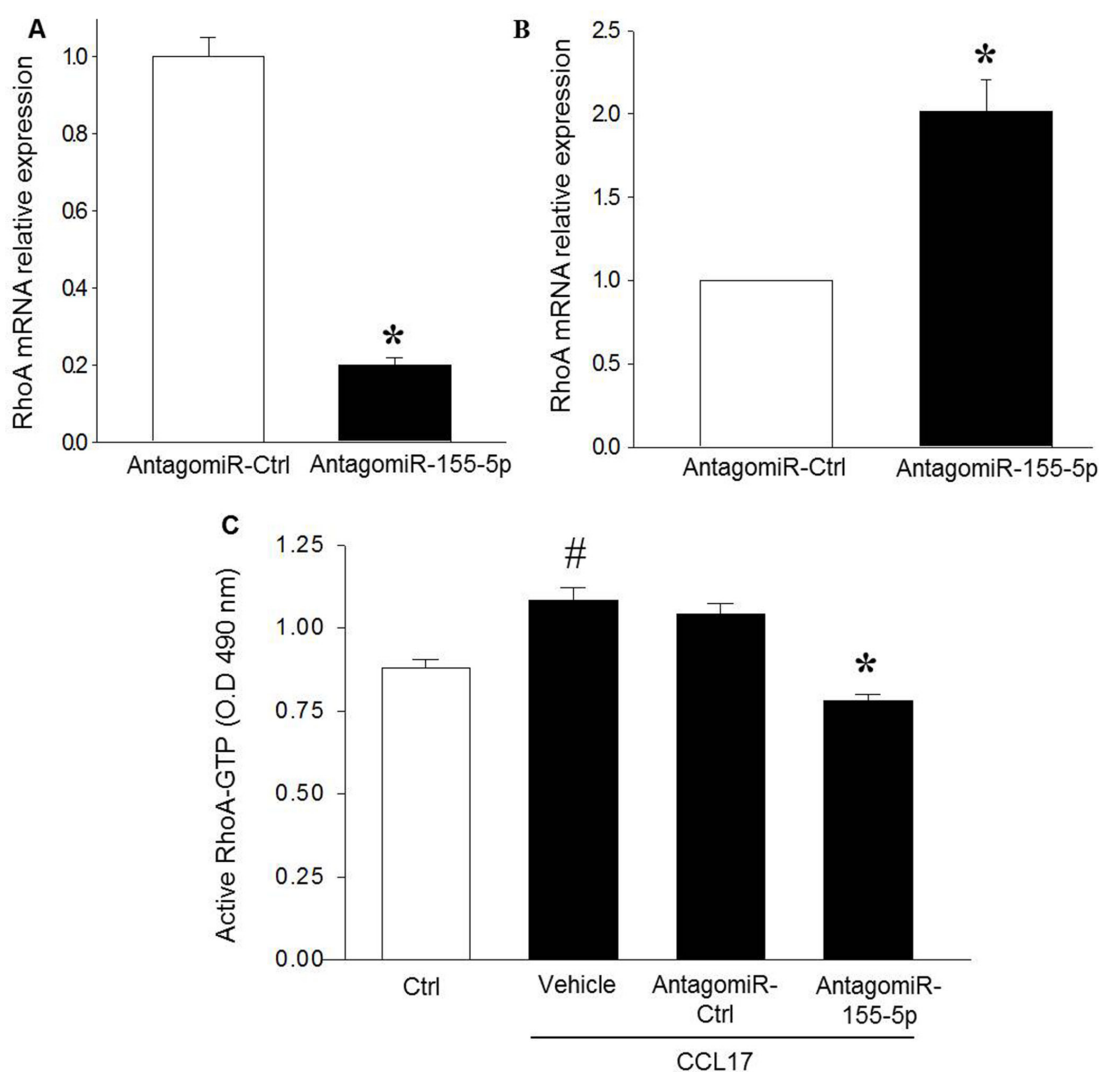 A
RhoA mRNA relative expression
1.0
0.8
0.6
0.4
0.2
0.0
*
AntagomiR-Ctrl
AntagomiR-155-5p
B
RhoA mRNA relative expression
2.5
2.0
1.5
1.0
0.5
0.0
*
AntagomiR-Ctrl
AntagomiR-155-5p
C
Active RhoA-GTP (O.D 490 nm)
1.25
1.00
0.75
0.50
0.25
0.00
#
*
Ctrl
Vehicle
AntagomiR-
Ctrl
AntagomiR-
155-5p
CCL17